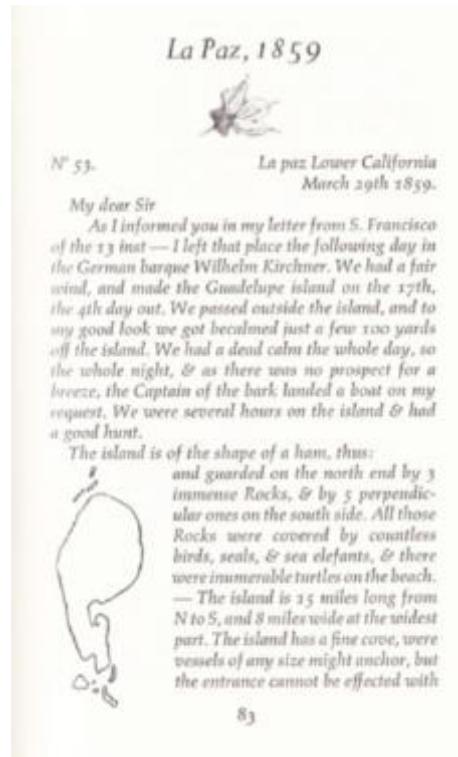 La Paz, 1859
Nº 53.
La paz Lower California
March 29th 1859.
My dear Sir
As I informed you in my letter from S. Francisco
of the 13 inst — I left that place the following day in
the German barque Wilhelm Kirchner. We had a fair
wind, and made the Guadelupe island on the 17th,
the 4th day out. We passed outside the island, and to
my good look we got becalmed just a few 100 yards
off the island. We had a dead calm the whole day, so
the whole night, & as there was no prospect for a
breeze, the Captain of the bark landed a boat on my
request. We were several hours on the island & had
a good hunt.
The island is of the shape of a ham, thus:
and guarded on the north end by 3
immense Rocks, & by 5 perpendic-
ular ones on the south side. All those
Rocks were covered by countless
birds, seals, & sea elefants, & there
were inumerable turtles on the beach.
— The island is 15 miles long from
N to S, and 8 miles wide at the widest
part. The island has a fine cove, were
vessels of any size might anchor, but
the entrance cannot be effected with
83